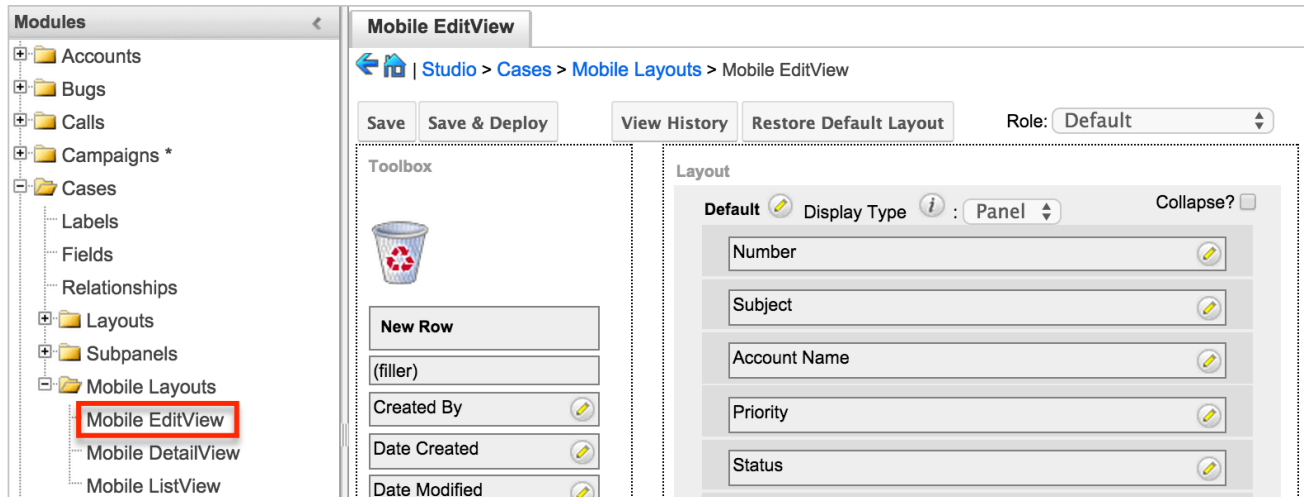 Modules
Accounts
Bugs
Calls
Campaigns *
Cases
Labels
Fields
Relationships
Layouts
Subpanels
Mobile Layouts
Mobile EditView
Mobile DetailView
Mobile ListView
Mobile EditView
| Studio > Cases > Mobile Layouts > Mobile EditView
Save Save & Deploy View History Restore Default Layout Role: Default
Toolbox
New Row
(filler)
Created By
Date Created
Date Modified
Layout
Default Display Type i : Panel Collapse?
Number
Subject
Account Name
Priority
Status